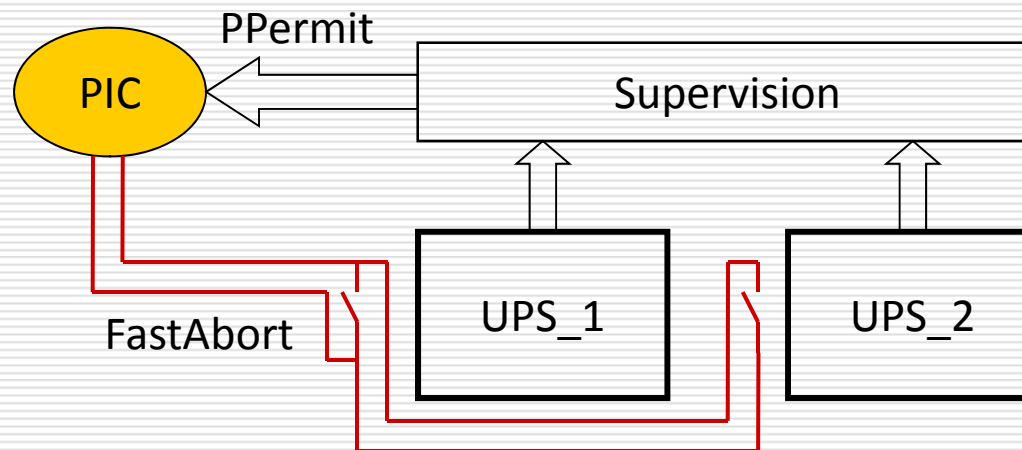 PPermit
PIC
Supervision
UPS_1
UPS_2
FastAbort